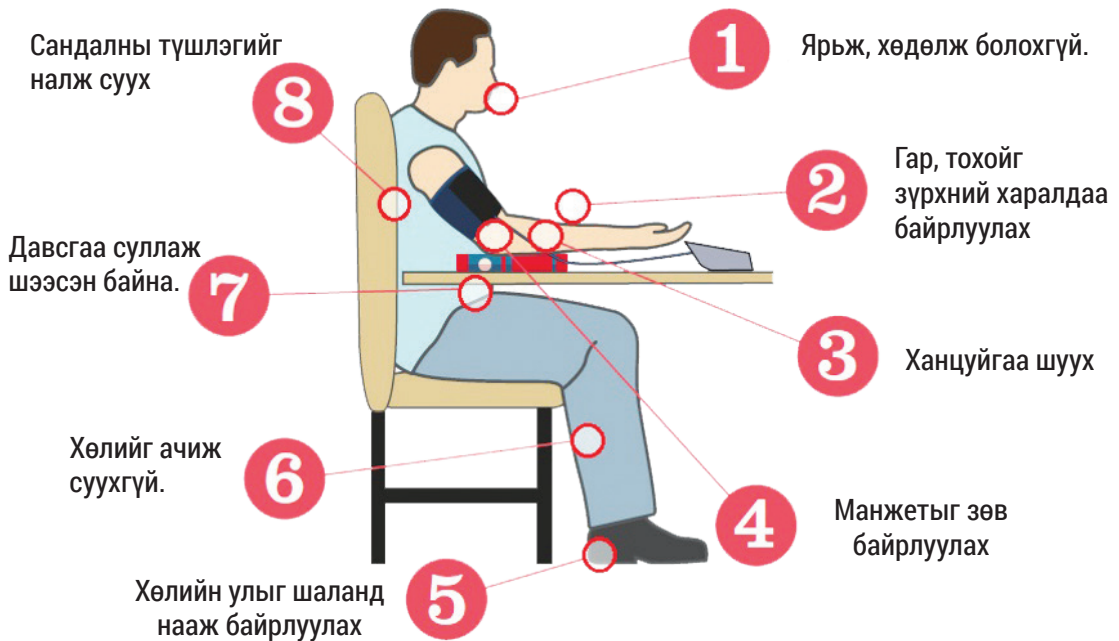 1
Ярьж, хөдөлж болохгүй.
2
Гар, тохойг
зүрхний харалдаа
байрлуулах
3
Ханцуйгаа шуух
4
Манжетыг зөв
байрлуулах
5
Хөлийн улыг шаланд
нааж байрлуулах
6
Хөлийг ачиж
суухгүй.
7
Давсгаа суллаж
шээсэн байна.
8
Сандалны түшлэгийг
налж суух